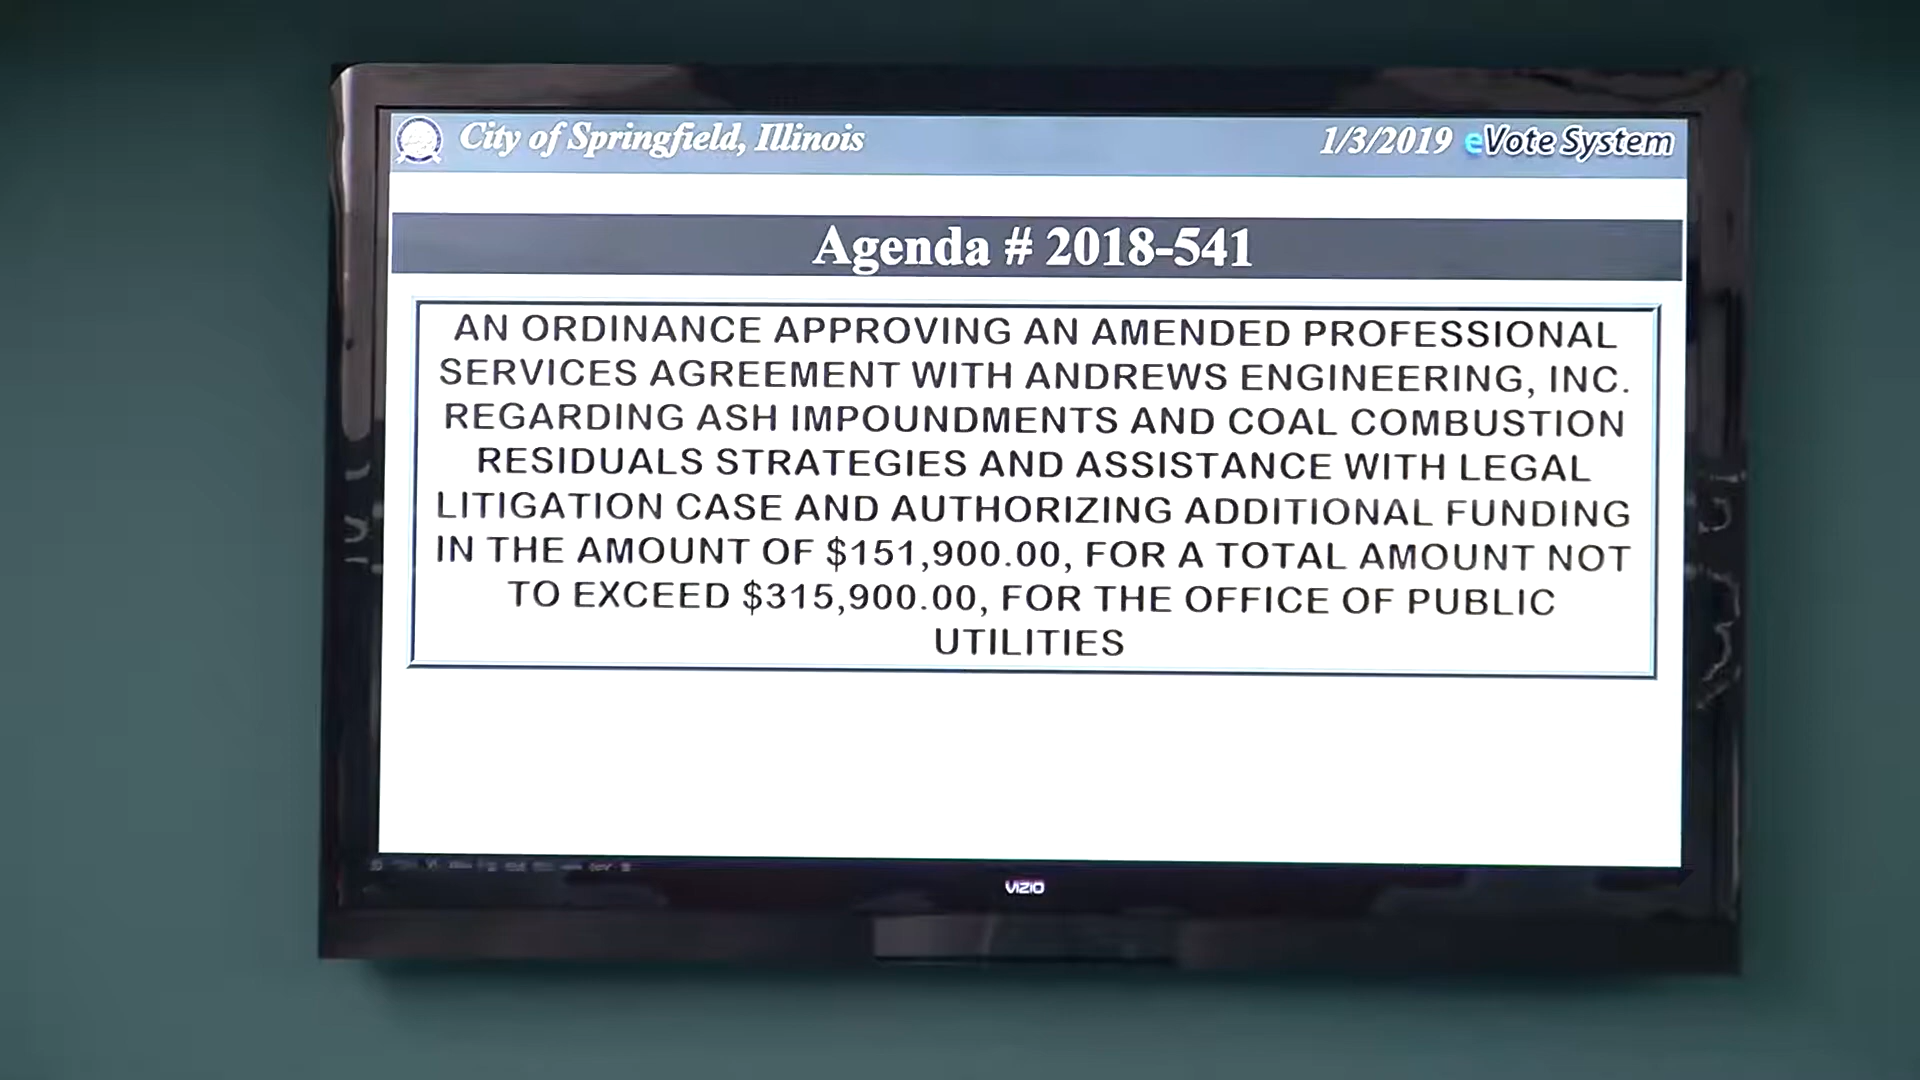 City of Springfield, Illinois
1/3/2019 eVote System
Agenda # 2018-541
AN ORDINANCE APPROVING AN AMENDED PROFESSIONAL
SERVICES AGREEMENT WITH ANDREWS ENGINEERING, INC.
REGARDING ASH IMPOUNDMENTS AND COAL COMBUSTION
RESIDUALS STRATEGIES AND ASSISTANCE WITH LEGAL
LITIGATION CASE AND AUTHORIZING ADDITIONAL FUNDING
IN THE AMOUNT OF $151,900.00, FOR A TOTAL AMOUNT NOT
TO EXCEED $315,900.00, FOR THE OFFICE OF PUBLIC
UTILITIES
VIZIO